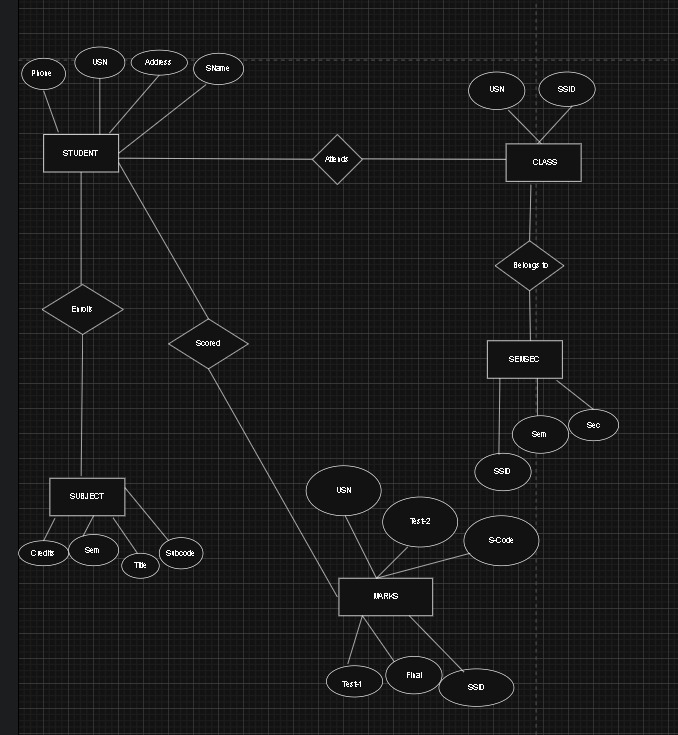 Phone
USN
Address
SName
USN
SSID
STUDENT
Attends
CLASS
Belongs to
Enrolls
Scored
SEMSEC
Sem
Sec
SSID
USN
Test-2
S-Code
SUBJECT
Credits
Sem
Title
Subcode
MARKS
Test-1
Final
SSID